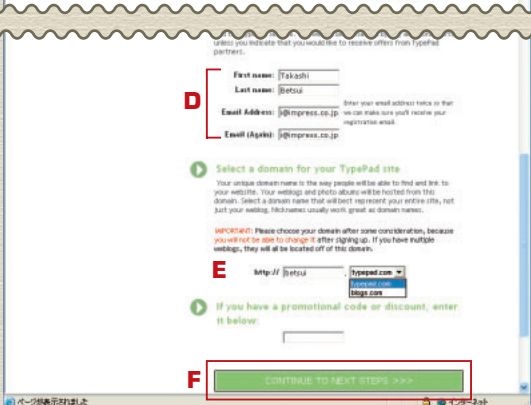 unless you indicate that you would like to receive offers from TypePad
partners.
D
First name: Takashi
Last name: Betsui
Email Address: i@impress.co.jp
Enter your email address twice so that
we can make sure you'll receive your
registration email.
Email (Again): i@impress.co.jp
Select a domain for your TypePad site
Your unique domain name is the way people will be able to find and link to
your website. Your weblogs and photo albums will be hosted from this
domain. Select a domain name that will best represent your entire site, not
just your weblog. Nicknames usually work great as domain names.
IMPORTANT: Please choose your domain after some consideration, because
you will not be able to change it after signing up. If you have multiple
weblogs, they will all be located off of this domain.
E
http:// betsui . typepad.com
typepad.com
blogs.com
If you have a promotional code or discount, enter
it below:
F
CONTINUE TO NEXT STEPS >>>
ページが表示されました
インターネット